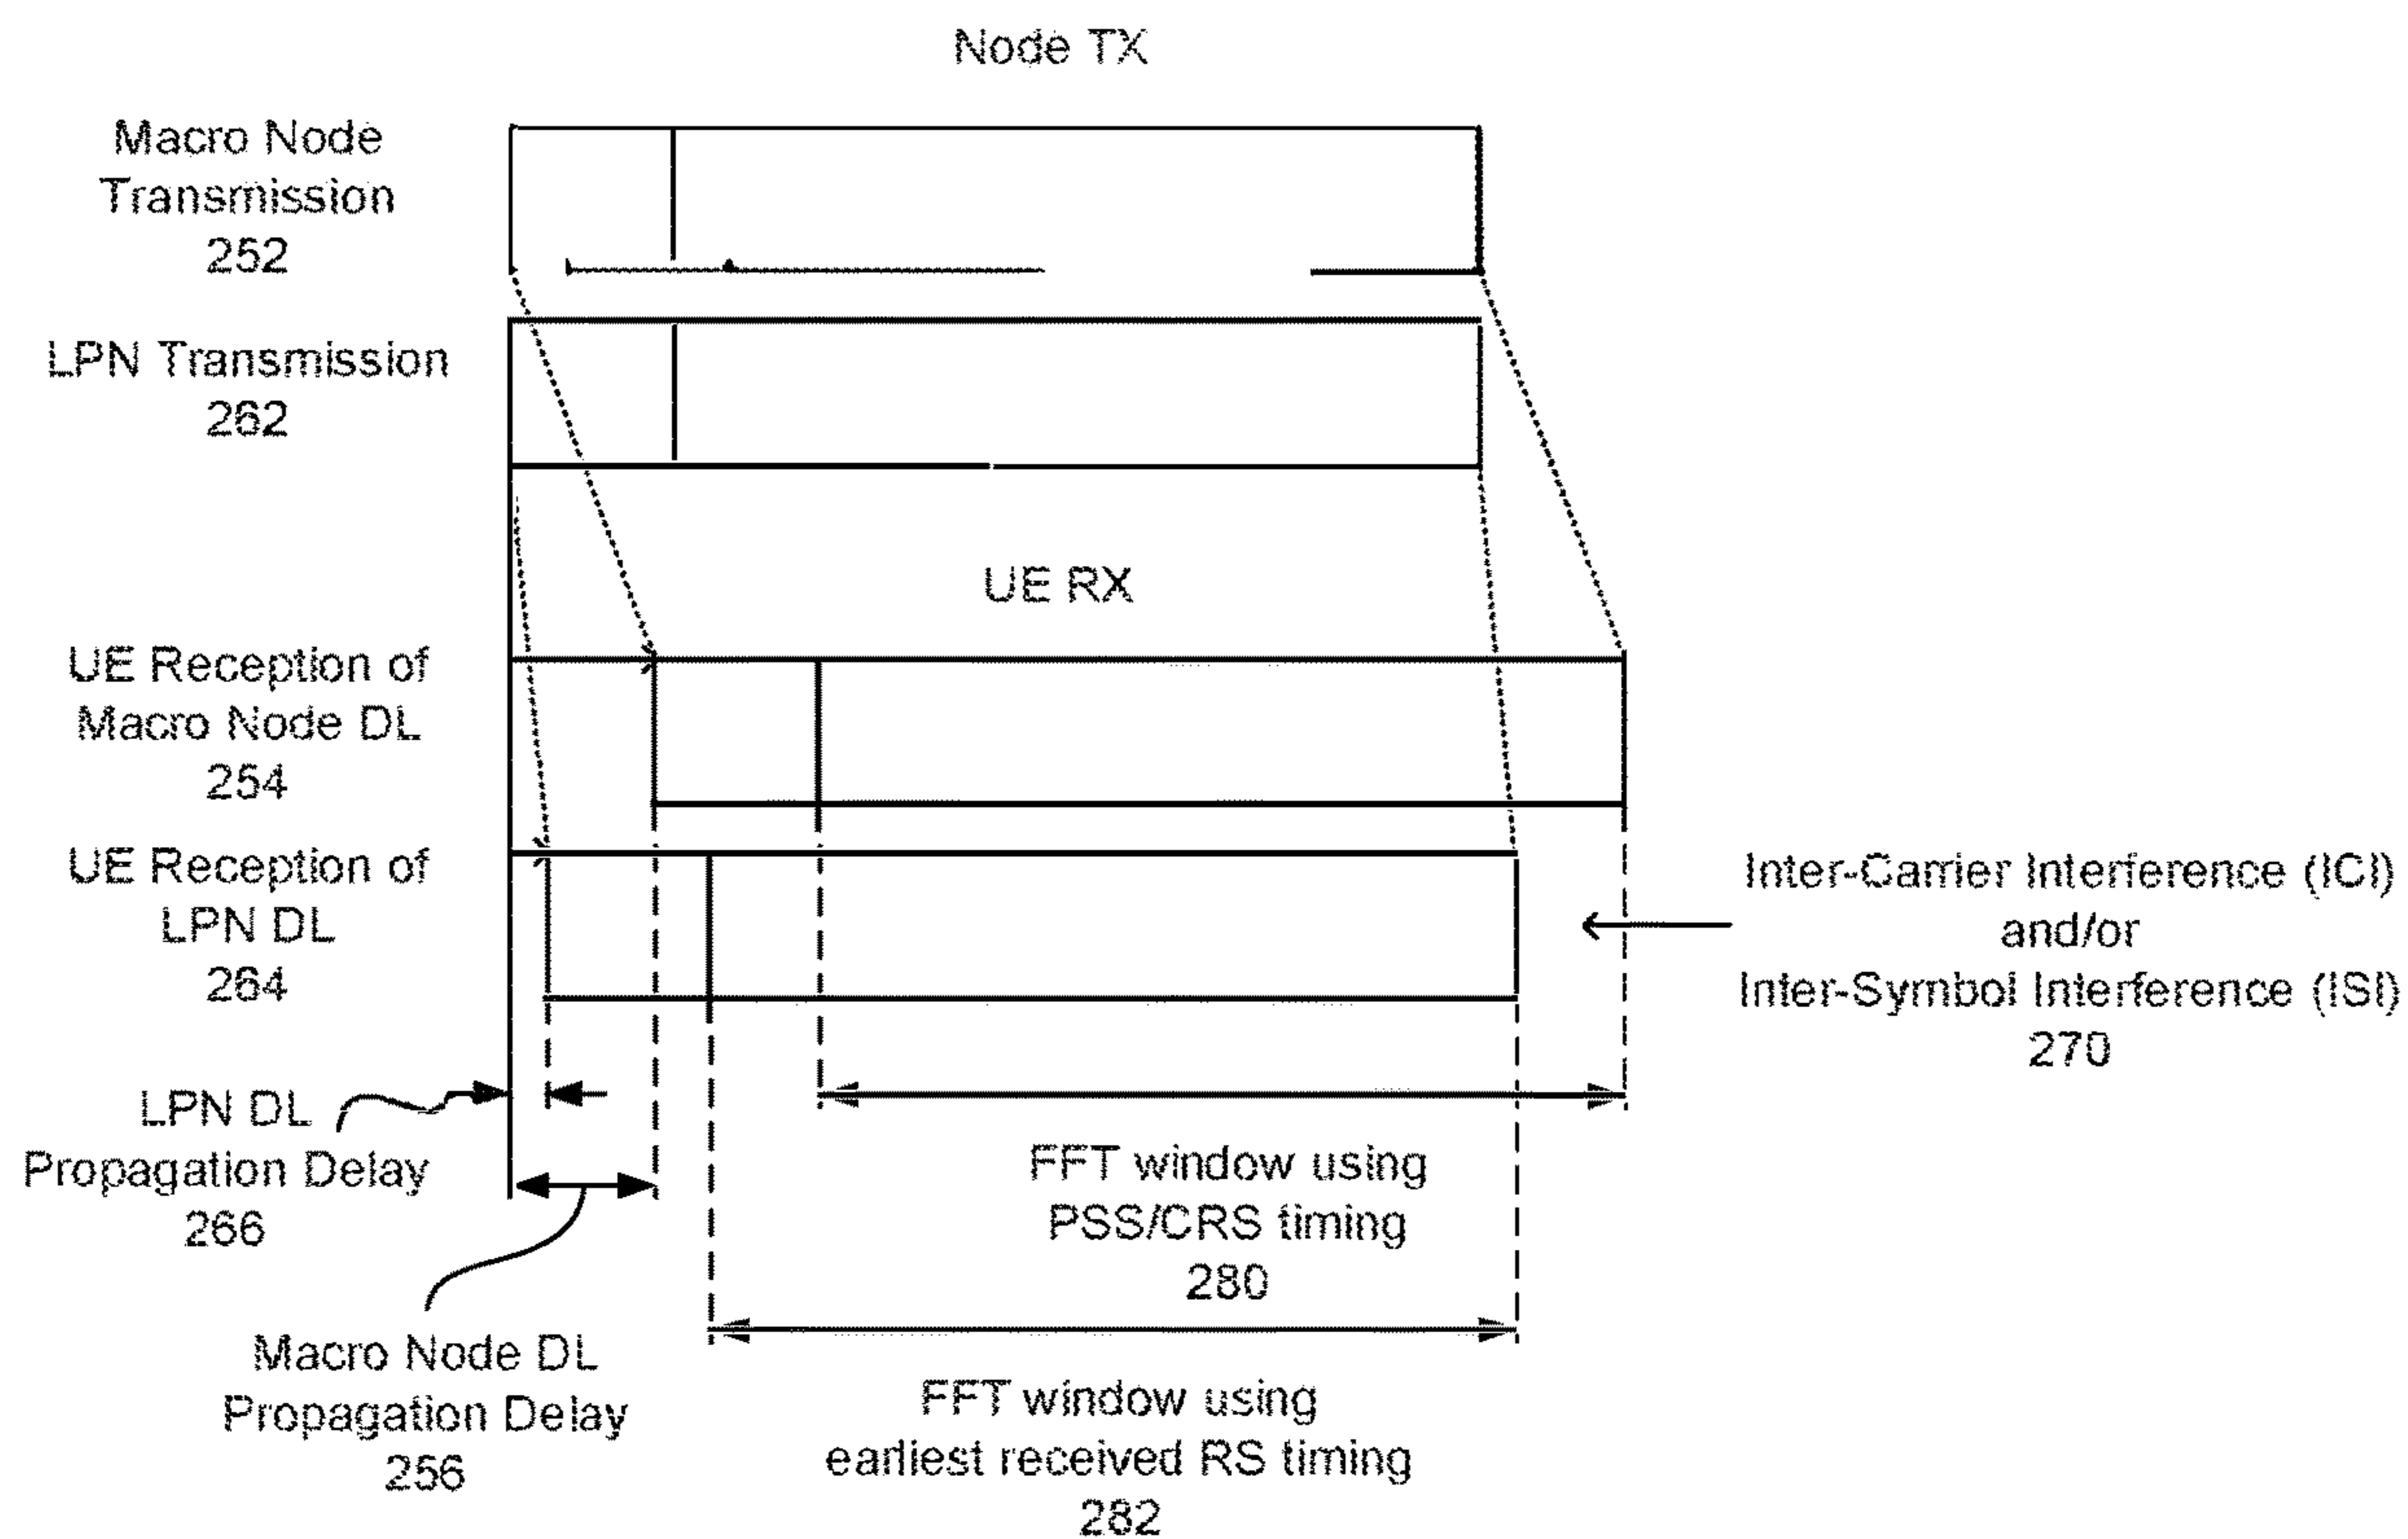 Node TX
Macro Node
Transmission
252
LPN Transmission
262
UE RX
UE Reception of
Macro Node DL
254
UE Reception of
LPN DL
264
Inter-Carrier Interference (ICI)
and/or
Inter-Symbol Interference (ISI)
270
LPN DL
Propagation Delay
266
FFT window using
PSS/CRS timing
280
Macro Node DL
Propagation Delay
256
FFT window using
earliest received RS timing
282